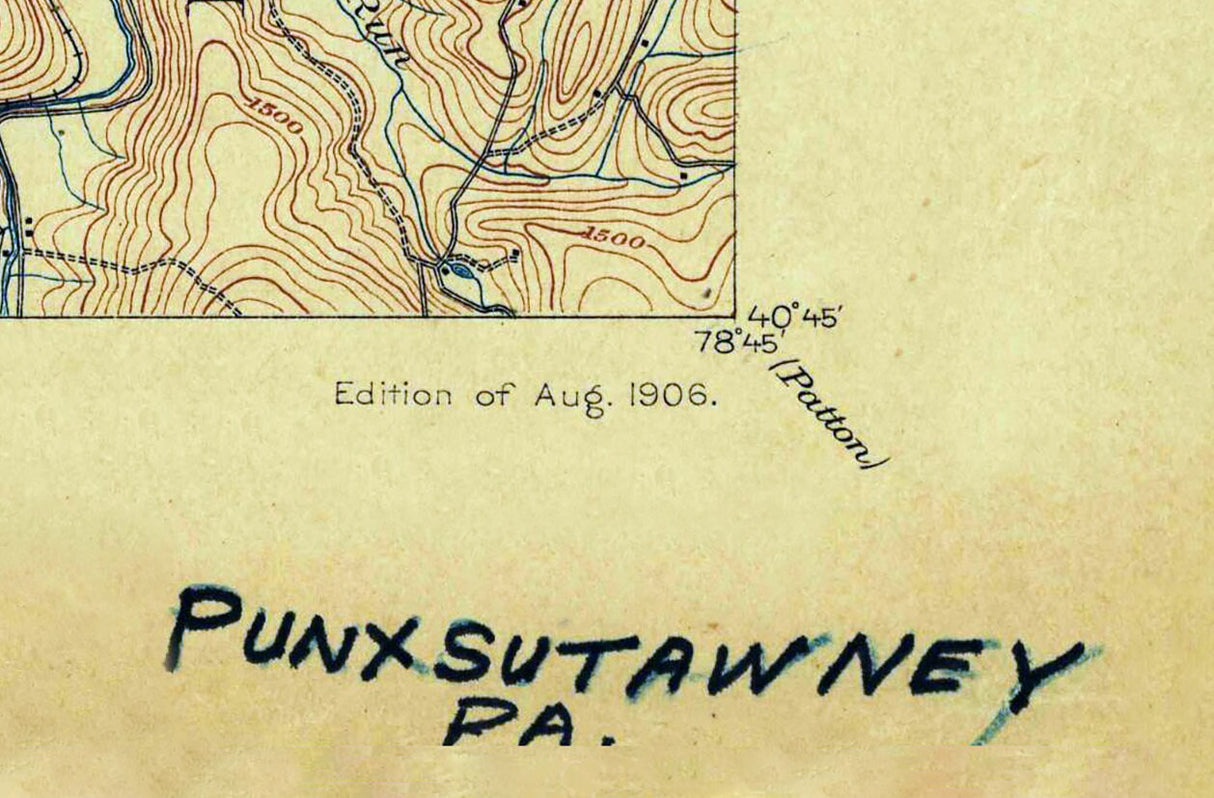 Run
1500
1500
40°45'
78°45'
(Patton)
Edition of Aug. 1906.
PUNXSUTAWNEY
PA.